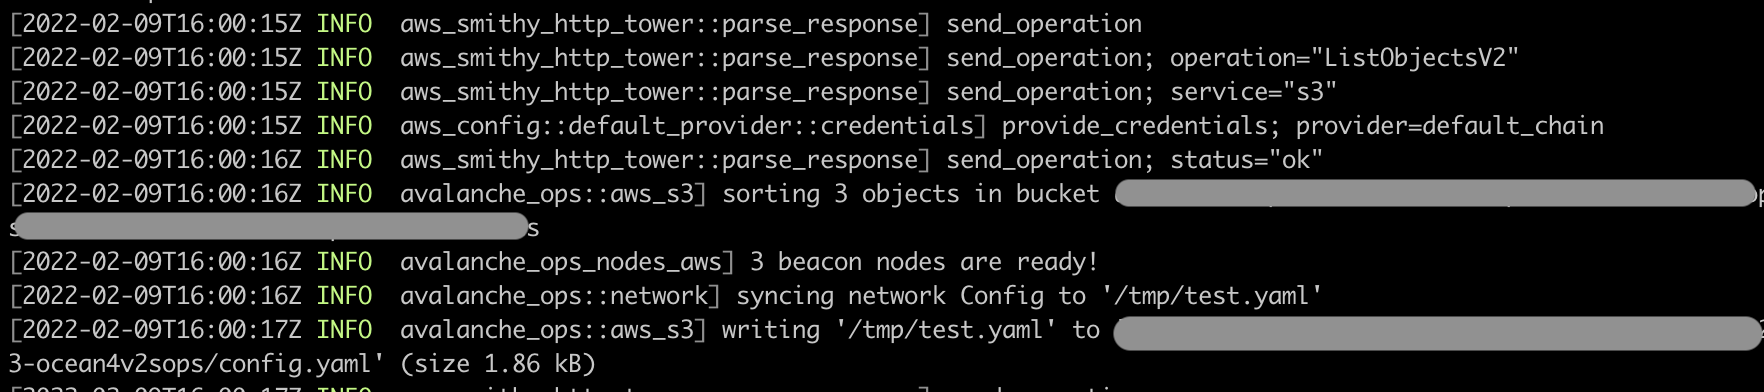 [2022-02-09T16:00:15Z INFO  aws_smithy_http_tower::parse_response] send_operation
[2022-02-09T16:00:15Z INFO  aws_smithy_http_tower::parse_response] send_operation; operation="ListObjectsV2"
[2022-02-09T16:00:15Z INFO  aws_smithy_http_tower::parse_response] send_operation; service="s3"
[2022-02-09T16:00:15Z INFO  aws_config::default_provider::credentials] provide_credentials; provider=default_chain
[2022-02-09T16:00:16Z INFO  aws_smithy_http_tower::parse_response] send_operation; status="ok"
[2022-02-09T16:00:16Z INFO  avalanche_ops::aws_s3] sorting 3 objects in bucket
s
[2022-02-09T16:00:16Z INFO  avalanche_ops_nodes_aws] 3 beacon nodes are ready!
[2022-02-09T16:00:16Z INFO  avalanche_ops::network] syncing network Config to '/tmp/test.yaml'
[2022-02-09T16:00:17Z INFO  avalanche_ops::aws_s3] writing '/tmp/test.yaml' to
3-ocean4v2sops/config.yaml' (size 1.86 kB)